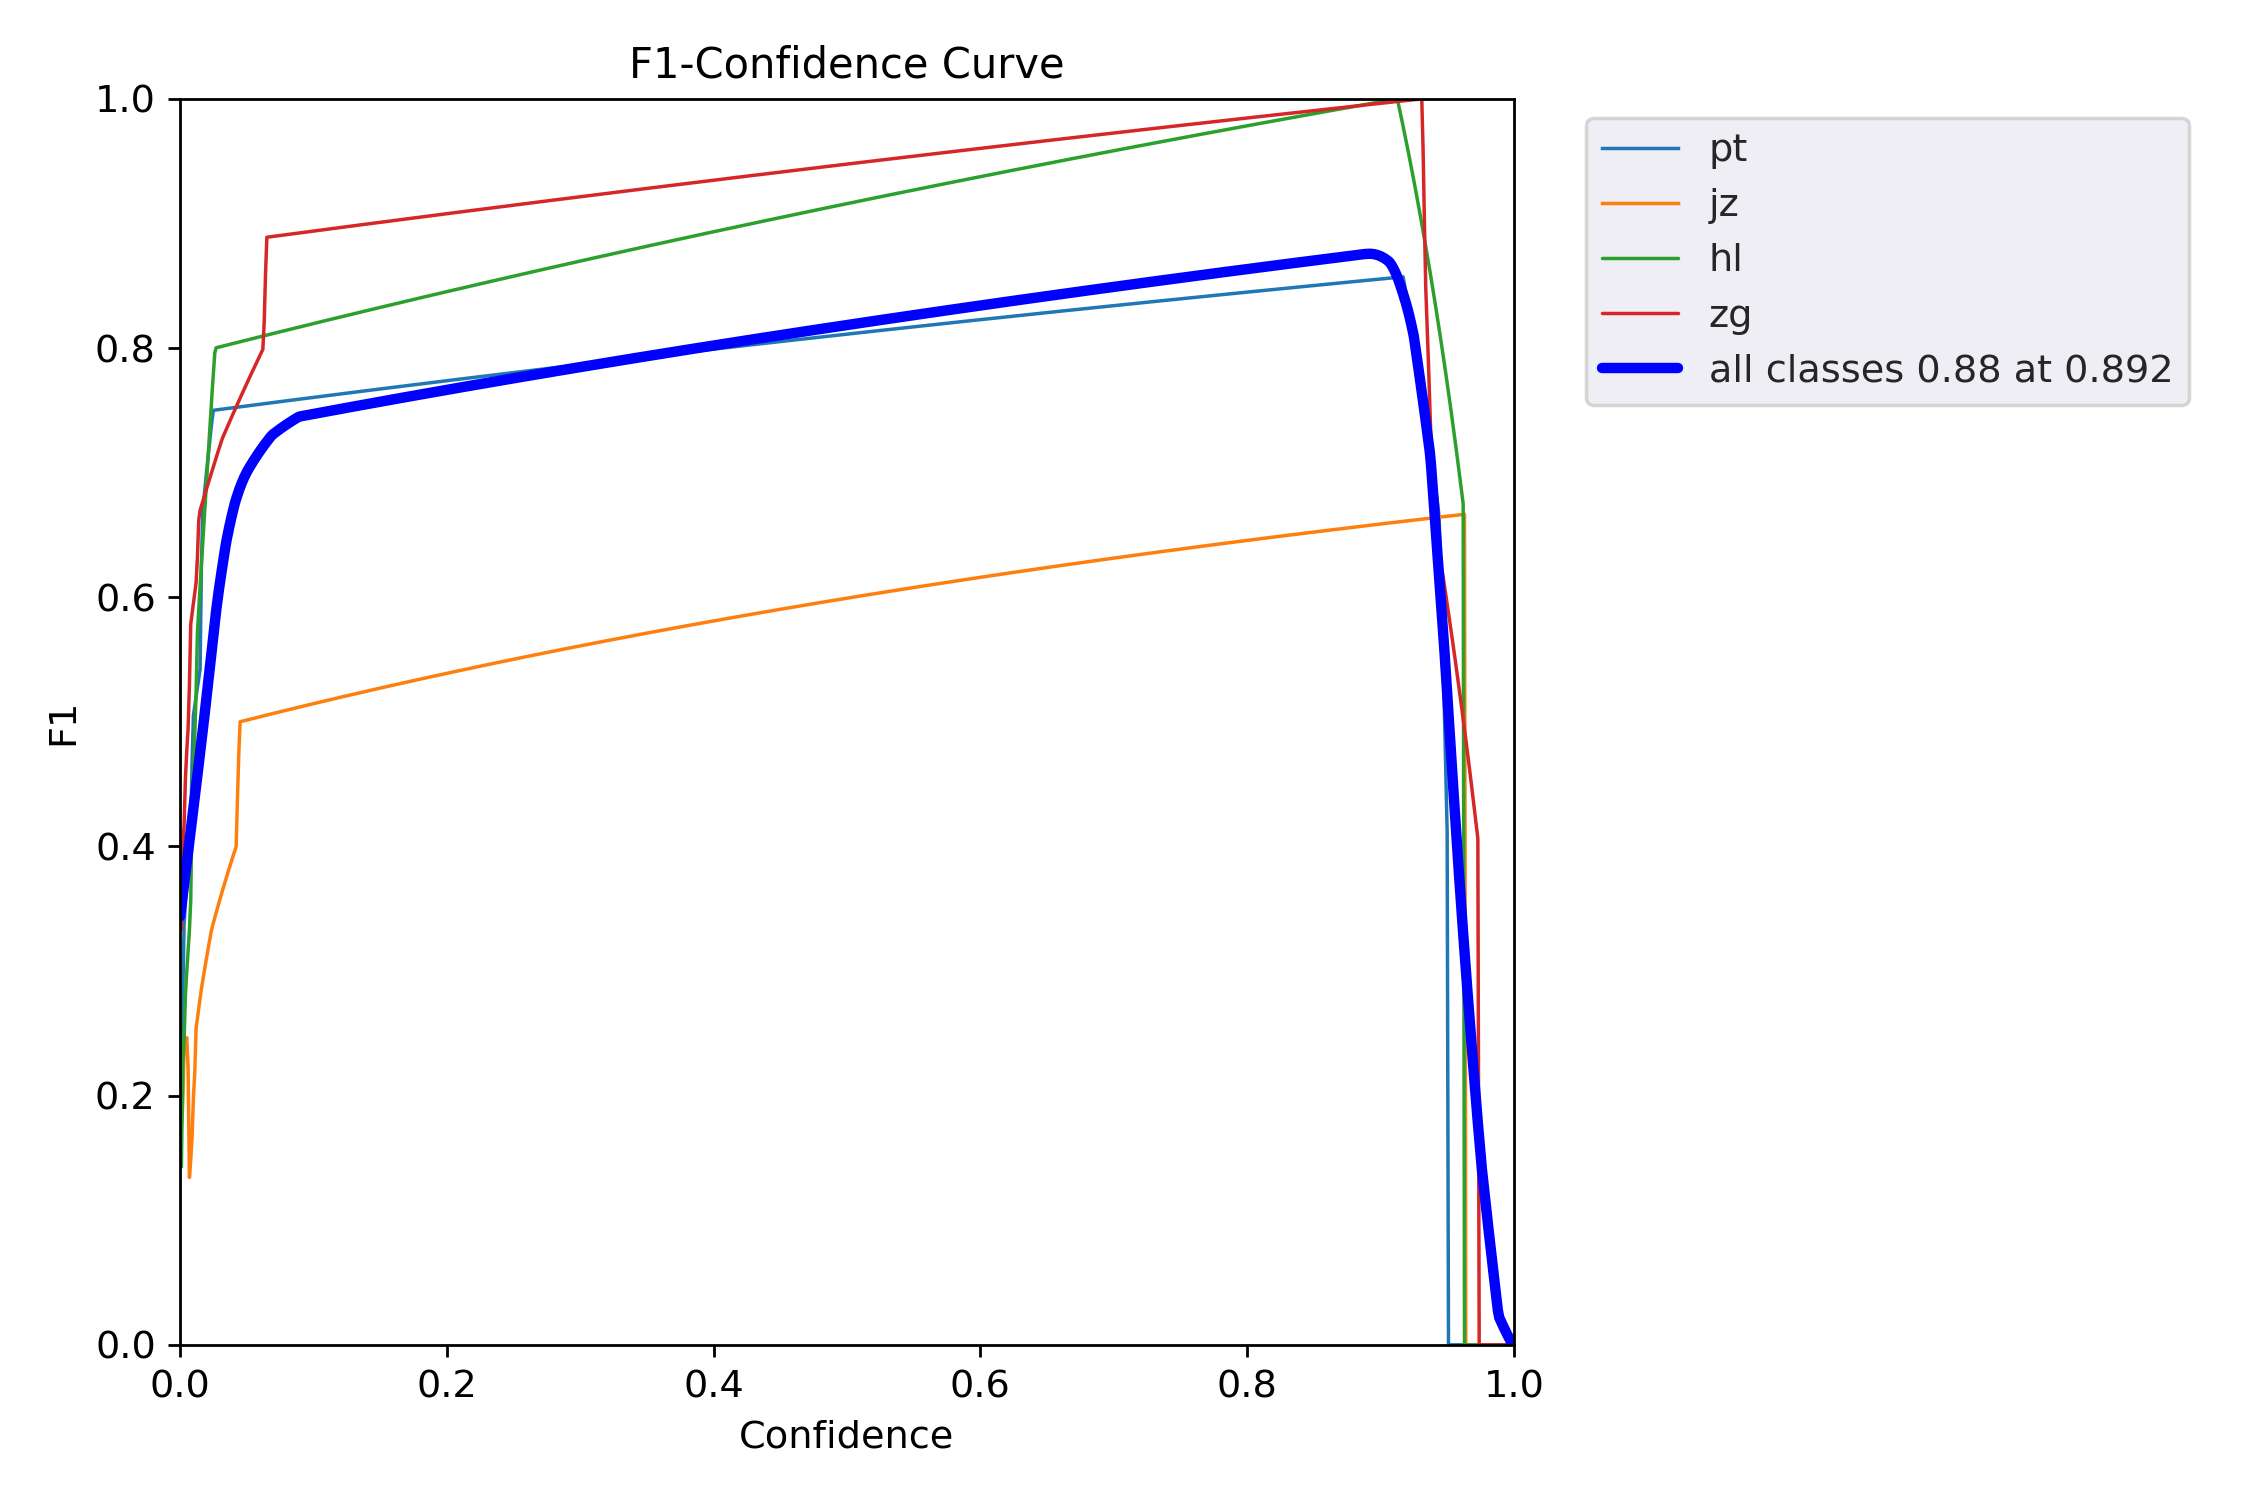 F1-Confidence Curve
1.0
0.8
0.6
0.4
0.2
0.0
F1
0.0 0.2 0.4 0.6 0.8 1.0
Confidence
pt
jz
hl
zg
all classes 0.88 at 0.892